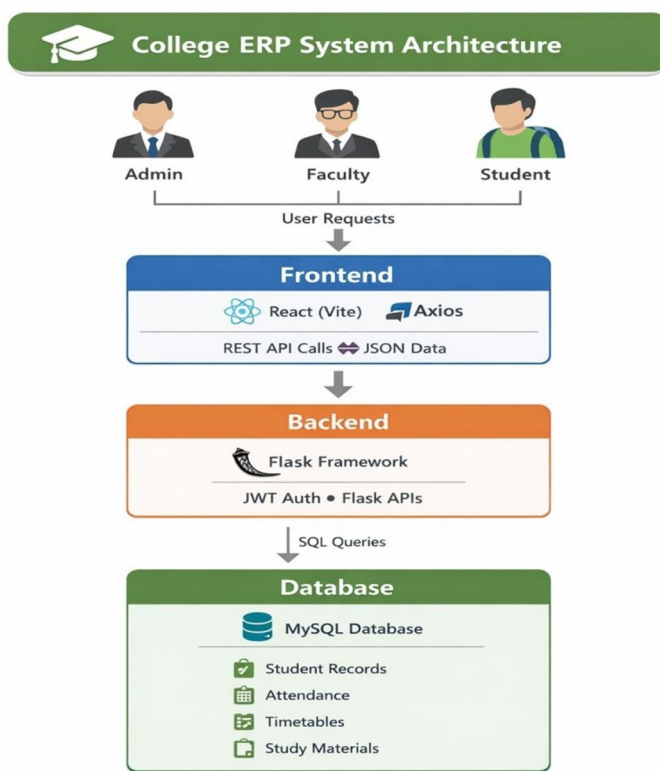 College ERP System Architecture
Admin Faculty Student
User Requests
Frontend
React (Vite) Axios
REST API Calls JSON Data
Backend
Flask Framework
JWT Auth • Flask APIs
SQL Queries
Database
MySQL Database
Student Records
Attendance
Timetables
Study Materials